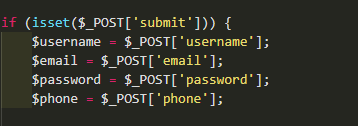 if (isset($_POST['submit'])) {
    $username = $_POST['username'];
    $email = $_POST['email'];
    $password = $_POST['password'];
    $phone = $_POST['phone'];